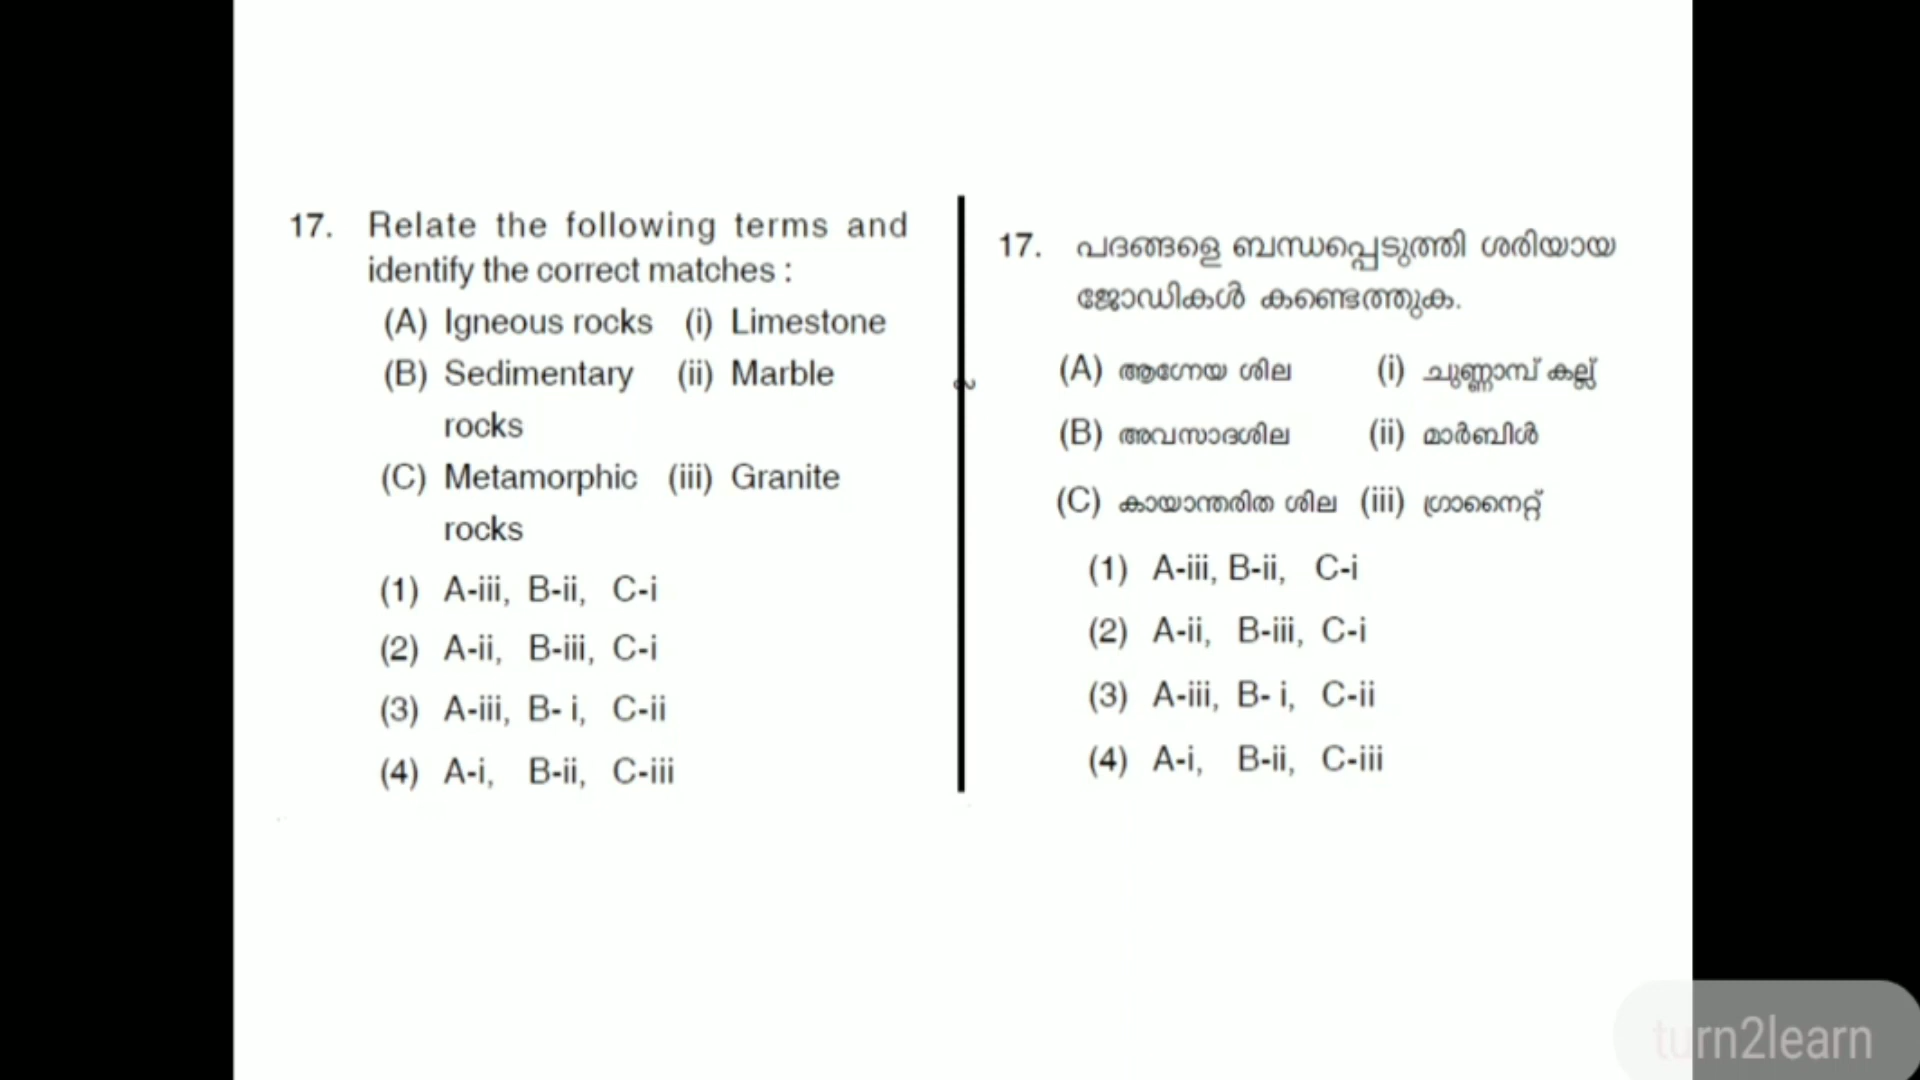 17. Relate the following terms and
identify the correct matches :
(A) Igneous rocks (i) Limestone
(B) Sedimentary (ii) Marble
rocks
(C) Metamorphic (iii) Granite
rocks
(1) A-iii, B-ii, C-i
(2) A-ii, B-iii, C-i
(3) A-iii, B- i, C-ii
(4) A-i, B-ii, C-iii
17. പദങ്ങളെ ബന്ധപ്പെടുത്തി ശരിയായ
ജോഡികൾ കണ്ടെത്തുക.
(A) ആഗ്നേയ ശില (i) ചുണ്ണാമ്പ് കല്ല്
(B) അവസാദശില (ii) മാർബിൾ
(C) കായാന്തരിത ശില (iii) ഗ്രാനൈറ്റ്
(1) A-iii, B-ii, C-i
(2) A-ii, B-iii, C-i
(3) A-iii, B- i, C-ii
(4) A-i, B-ii, C-iii
turn2learn